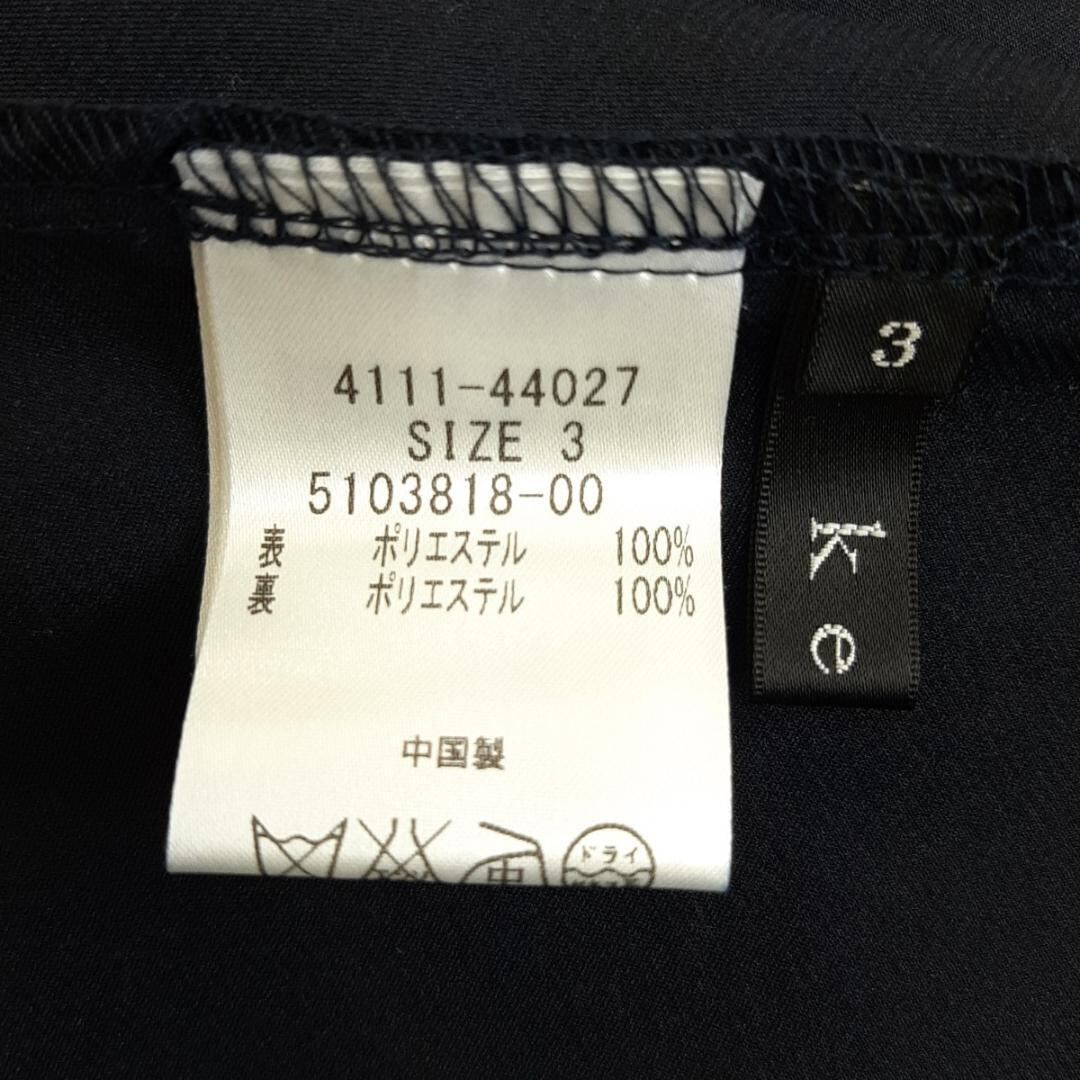 4111-44027
SIZE 3
5103818-00
表 ポリエステル 100%
裏 ポリエステル 100%
中国製
中
ドライ
3
ke